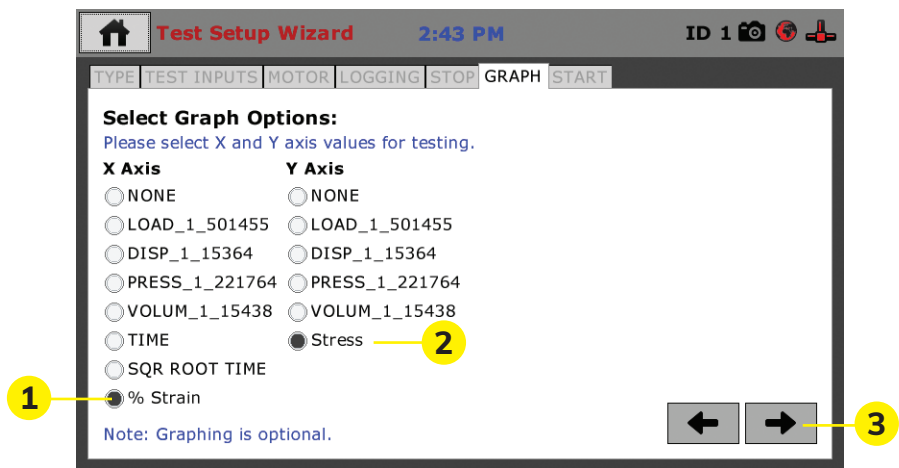 Test Setup Wizard 2:43 PM ID 1
TYPE TEST INPUTS MOTOR LOGGING STOP GRAPH START
Select Graph Options:
Please select X and Y axis values for testing.
X Axis Y Axis
NONE NONE
LOAD_1_501455 LOAD_1_501455
DISP_1_15364 DISP_1_15364
PRESS_1_221764 PRESS_1_221764
VOLUM_1_15438 VOLUM_1_15438
TIME Stress 2
SQR ROOT TIME
1 % Strain
Note: Graphing is optional. 3